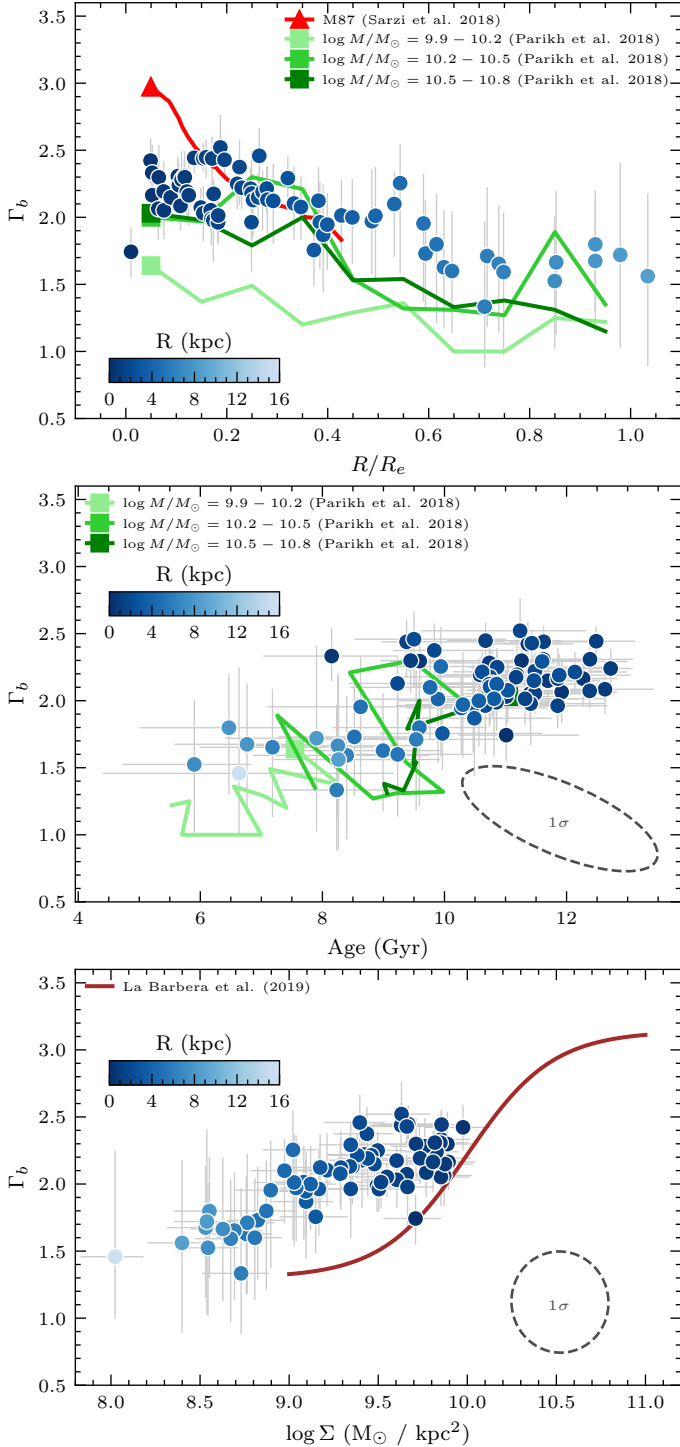 M87 (Sarzi et al. 2018)
log M/M⊙ = 9.9 − 10.2 (Parikh et al. 2018)
log M/M⊙ = 10.2 − 10.5 (Parikh et al. 2018)
log M/M⊙ = 10.5 − 10.8 (Parikh et al. 2018)
3.5
3.0
2.5
2.0
1.5
1.0
0.5
Γb
R (kpc)
0 4 8 12 16
0.0 0.2 0.4 0.6 0.8 1.0
R/Re
log M/M⊙ = 9.9 − 10.2 (Parikh et al. 2018)
log M/M⊙ = 10.2 − 10.5 (Parikh et al. 2018)
log M/M⊙ = 10.5 − 10.8 (Parikh et al. 2018)
R (kpc)
0 4 8 12 16
3.5
3.0
2.5
2.0
1.5
1.0
0.5
Γb
1σ
4 6 8 10 12
Age (Gyr)
La Barbera et al. (2019)
R (kpc)
0 4 8 12 16
3.5
3.0
2.5
2.0
1.5
1.0
0.5
Γb
1σ
8.0 8.5 9.0 9.5 10.0 10.5 11.0
log Σ (M⊙ / kpc²)